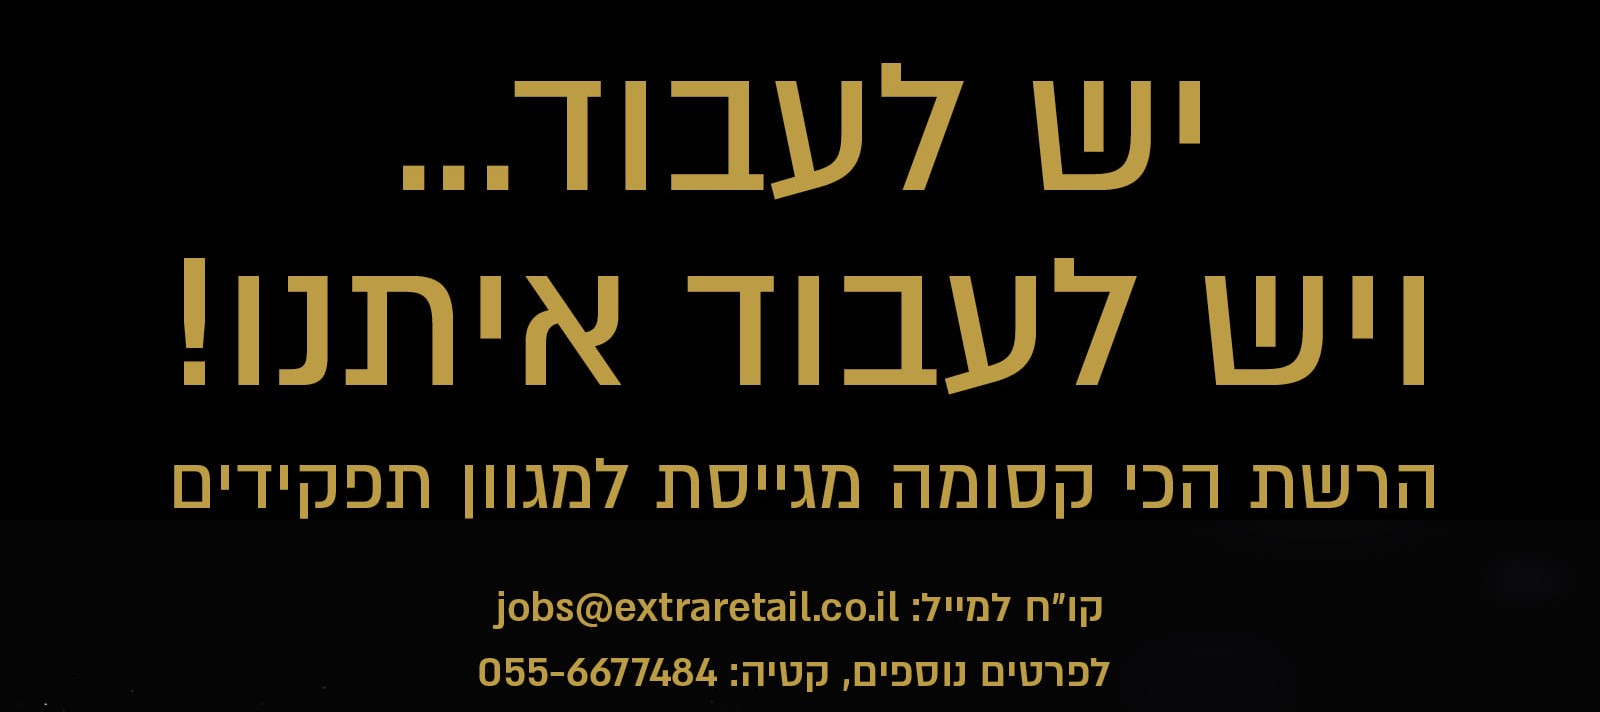 יש לעבוד...
ויש לעבוד איתנו!
הרשת הכי קסומה מגייסת למגוון תפקידים
קו"ח למייל: jobs@extraretail.co.il
לפרטים נוספים, קטיה: 055-6677484